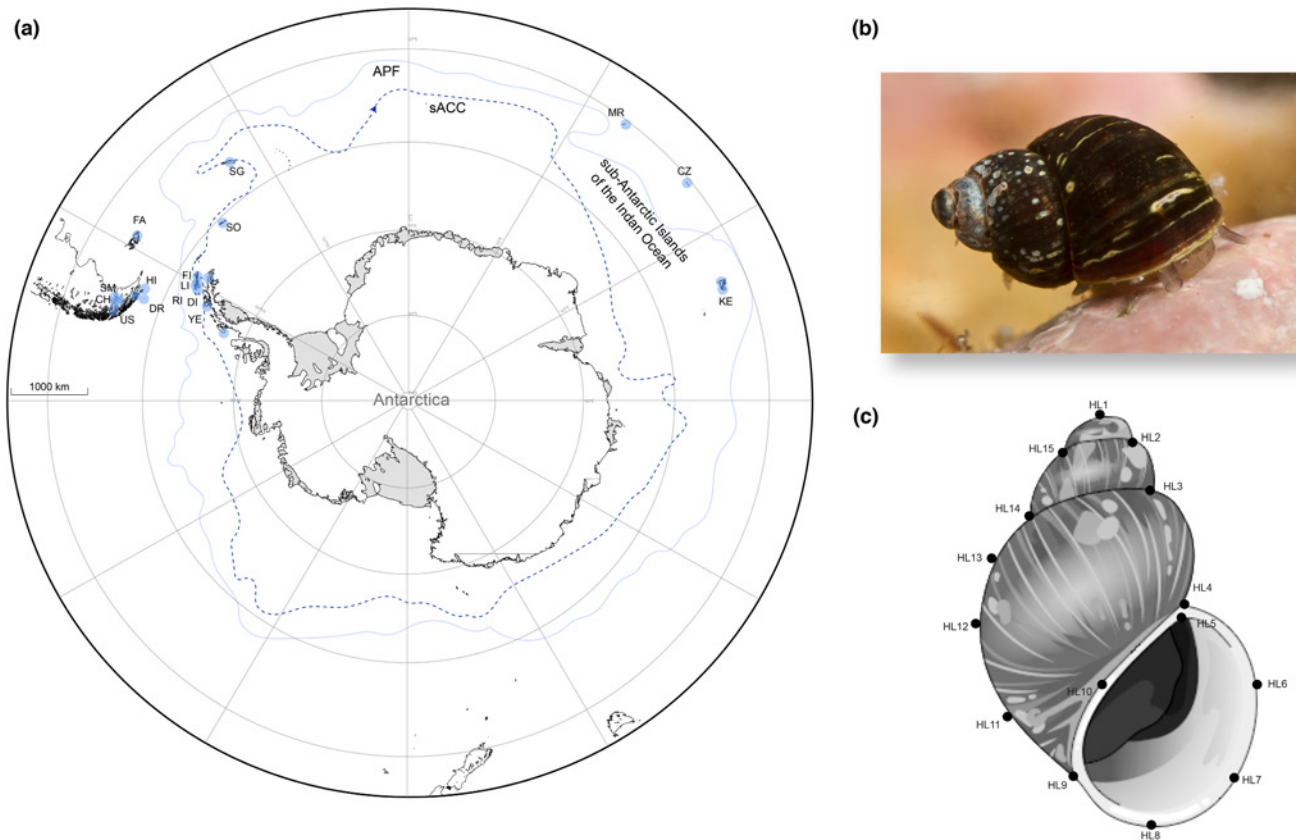 (a)
APF
sACC
MR
CZ
sub-Antarctic Islands
of the Indan Ocean
KE
SG
SO
FA
FI
LI
RI
DI
YE
HI
SM
CH
US
DR
1000 km
Antarctica
(b)
(c)
HL1
HL2
HL15
HL3
HL14
HL13
HL4
HL5
HL12
HL10
HL6
HL11
HL9
HL7
HL8